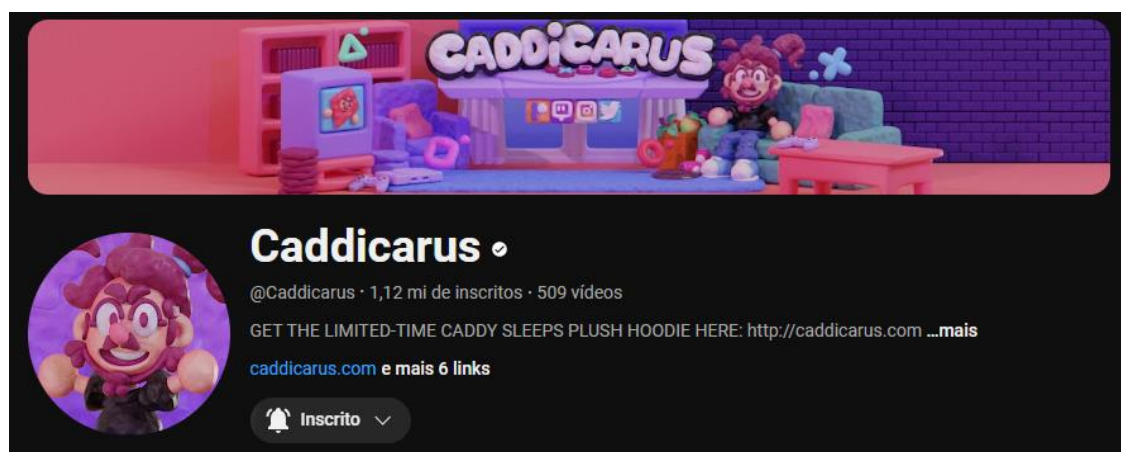 CADDiCARUS
Caddicarus
@Caddicarus · 1,12 mi de inscritos · 509 vídeos
GET THE LIMITED-TIME CADDY SLEEPS PLUSH HOODIE HERE: http://caddicarus.com ...mais
caddicarus.com e mais 6 links
Inscrito